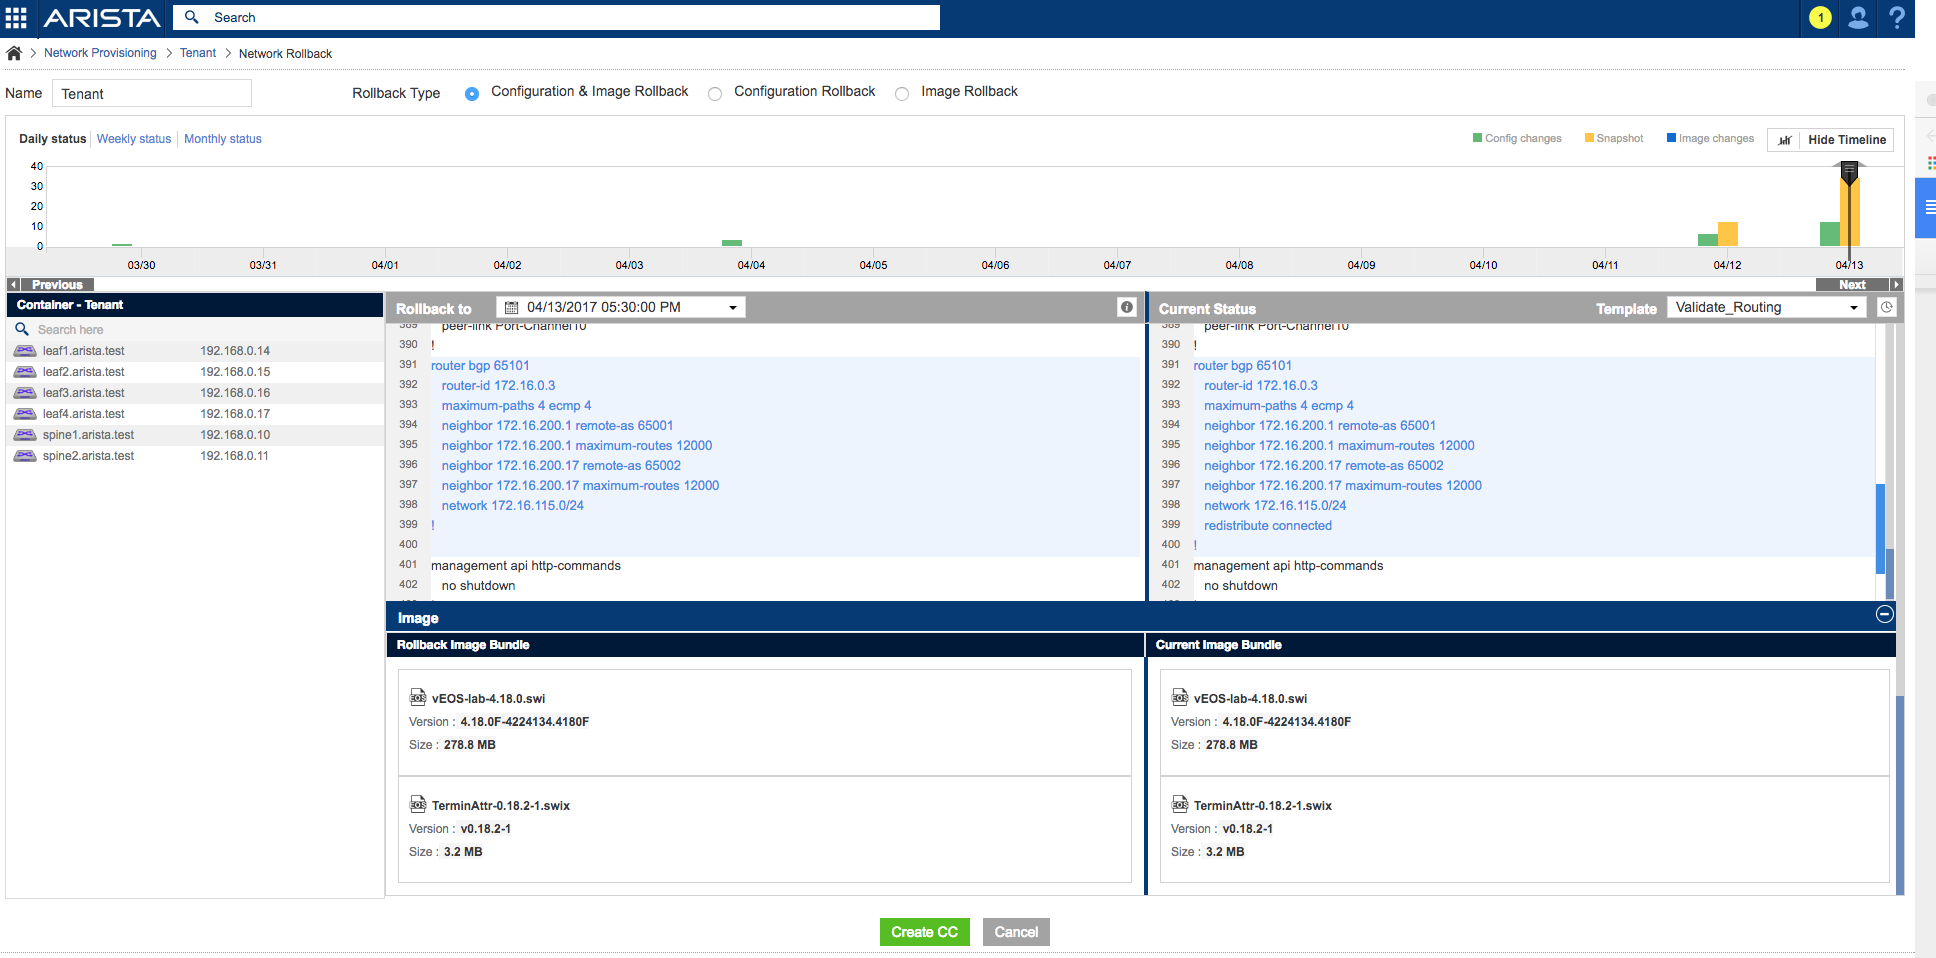 ARISTA Search 1 ?
> Network Provisioning > Tenant > Network Rollback
Name Tenant Rollback Type Configuration & Image Rollback Configuration Rollback Image Rollback
Daily status Weekly status Monthly status Config changes Snapshot Image changes Hide Timeline
40
30
20
10
0
03/30 03/31 04/01 04/02 04/03 04/04 04/05 04/06 04/07 04/08 04/09 04/10 04/11 04/12 04/13
Previous Next
Container - Tenant
Search here
leaf1.arista.test 192.168.0.14
leaf2.arista.test 192.168.0.15
leaf3.arista.test 192.168.0.16
leaf4.arista.test 192.168.0.17
spine1.arista.test 192.168.0.10
spine2.arista.test 192.168.0.11
Rollback to 04/13/2017 05:30:00 PM
389 peer-link Port-Channel10
390 !
391 router bgp 65101
392 router-id 172.16.0.3
393 maximum-paths 4 ecmp 4
394 neighbor 172.16.200.1 remote-as 65001
395 neighbor 172.16.200.1 maximum-routes 12000
396 neighbor 172.16.200.17 remote-as 65002
397 neighbor 172.16.200.17 maximum-routes 12000
398 network 172.16.115.0/24
399 !
400
401 management api http-commands
402 no shutdown
Current Status Template Validate_Routing
389 peer-link Port-Channel10
390 !
391 router bgp 65101
392 router-id 172.16.0.3
393 maximum-paths 4 ecmp 4
394 neighbor 172.16.200.1 remote-as 65001
395 neighbor 172.16.200.1 maximum-routes 12000
396 neighbor 172.16.200.17 remote-as 65002
397 neighbor 172.16.200.17 maximum-routes 12000
398 network 172.16.115.0/24
399 redistribute connected
400 !
401 management api http-commands
402 no shutdown
Image
Rollback Image Bundle
EOS vEOS-lab-4.18.0.swi
Version : 4.18.0F-4224134.4180F
Size : 278.8 MB
EOS TerminAttr-0.18.2-1.swix
Version : v0.18.2-1
Size : 3.2 MB
Current Image Bundle
EOS vEOS-lab-4.18.0.swi
Version : 4.18.0F-4224134.4180F
Size : 278.8 MB
EOS TerminAttr-0.18.2-1.swix
Version : v0.18.2-1
Size : 3.2 MB
Create CC Cancel